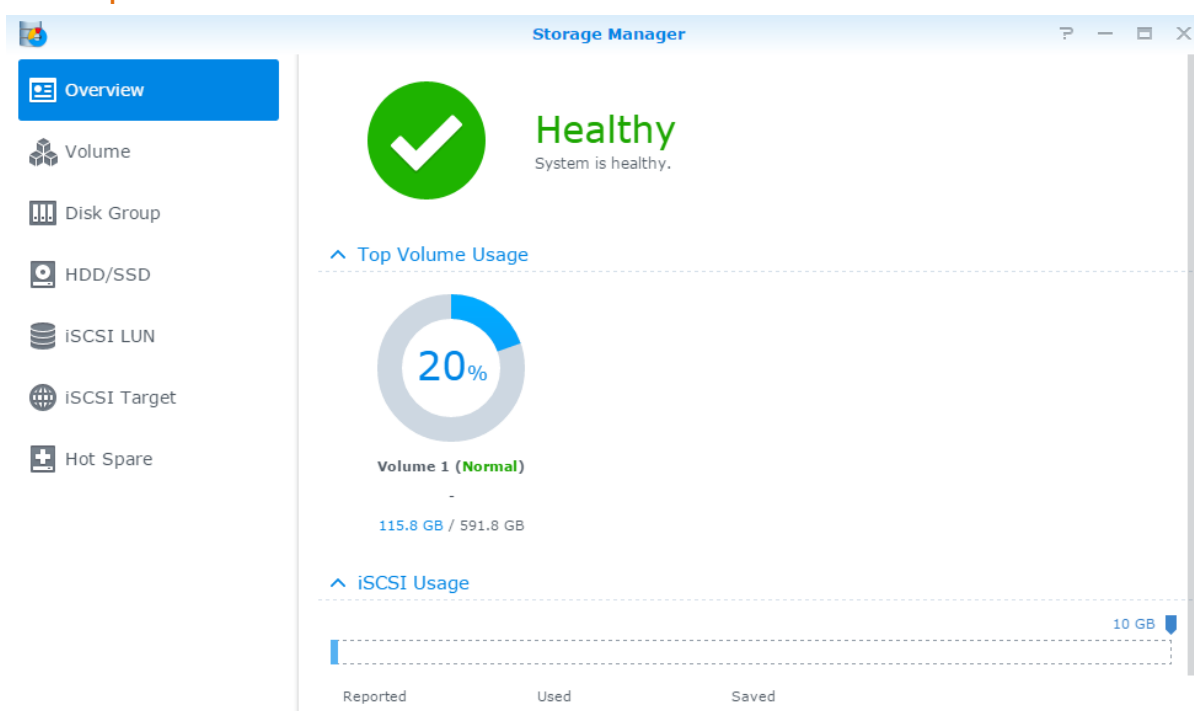 Storage Manager
Overview
Volume
Disk Group
HDD/SSD
iSCSI LUN
iSCSI Target
Hot Spare
Healthy
System is healthy.
Top Volume Usage
20%
Volume 1 (Normal)
-
115.8 GB / 591.8 GB
iSCSI Usage
10 GB
Reported Used Saved